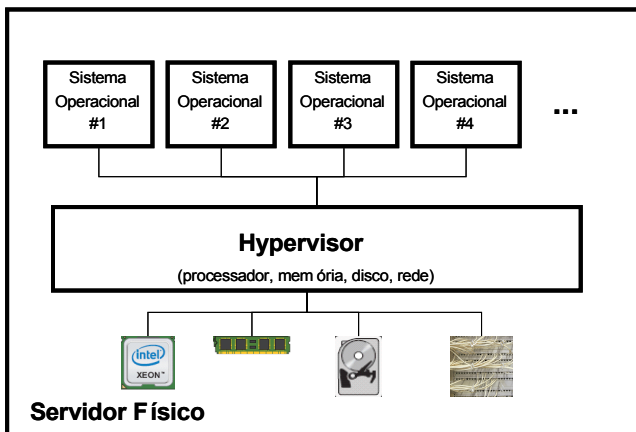 Sistema
Operacional
#1
Sistema
Operacional
#2
Sistema
Operacional
#3
Sistema
Operacional
#4
...
Hypervisor
(processador, mem ória, disco, rede)
intel
XEON™
Servidor Físico